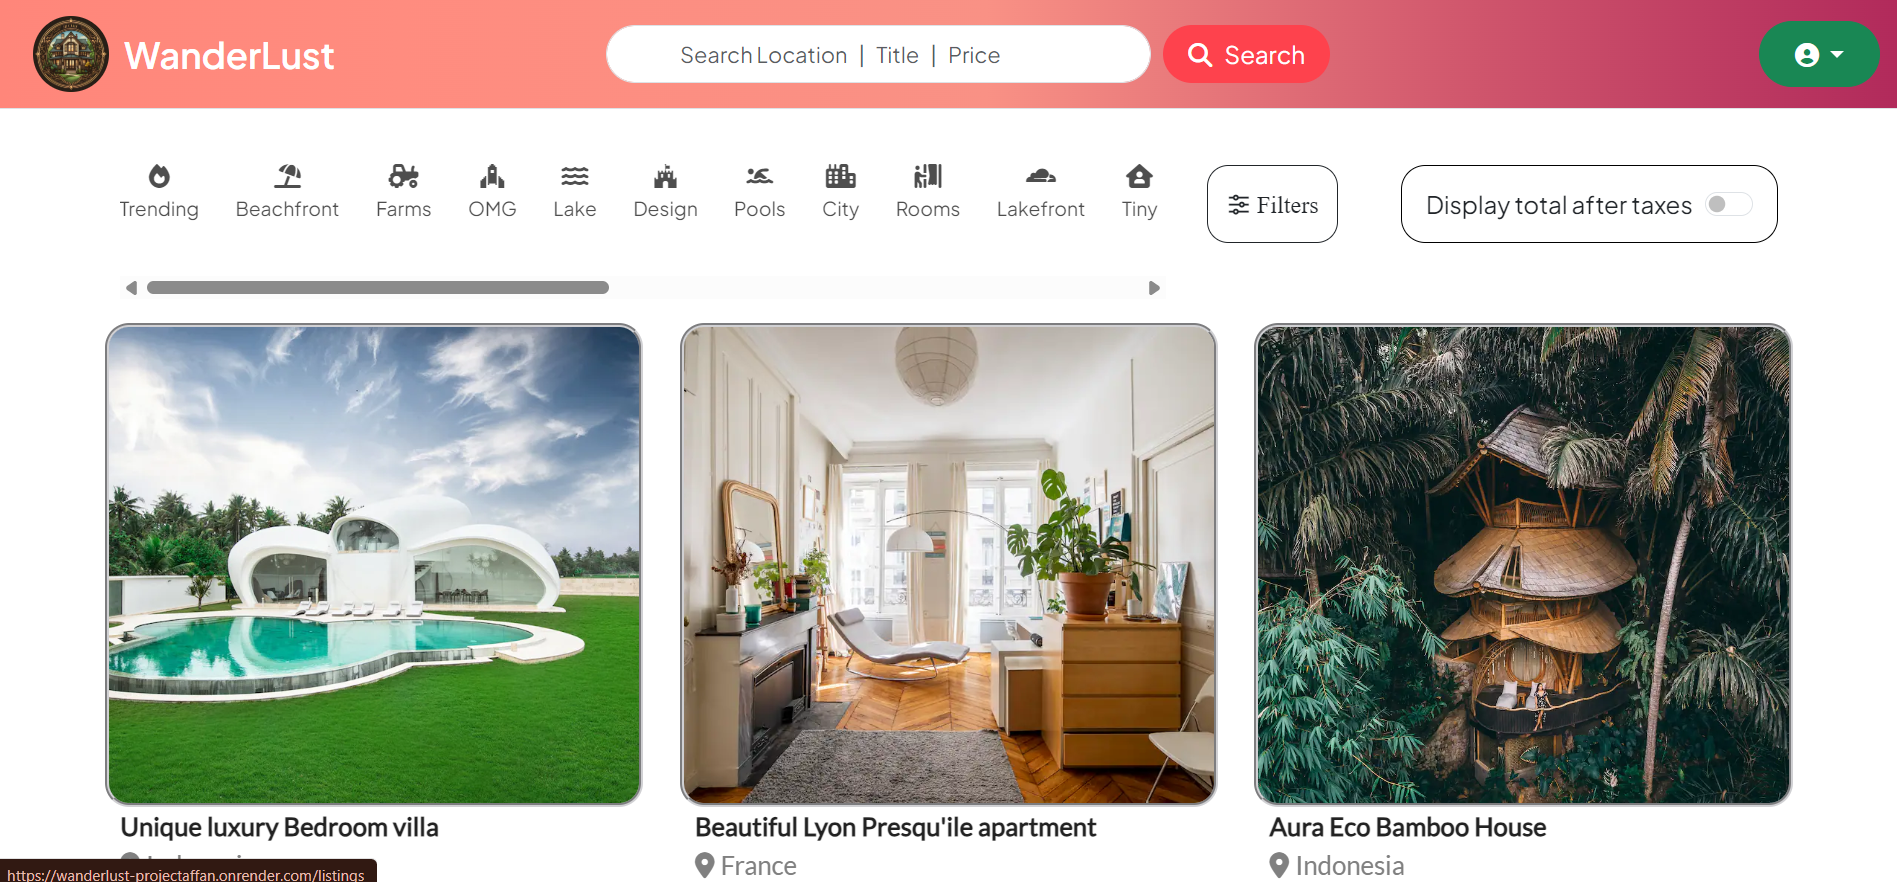 WanderLust
Search Location | Title | Price
Search
Trending Beachfront Farms OMG Lake Design Pools City Rooms Lakefront Tiny
Filters
Display total after taxes
Unique luxury Bedroom villa
Beautiful Lyon Presqu'ile apartment
Aura Eco Bamboo House
France
Indonesia
https://wanderlust-projectaffan.onrender.com/listings